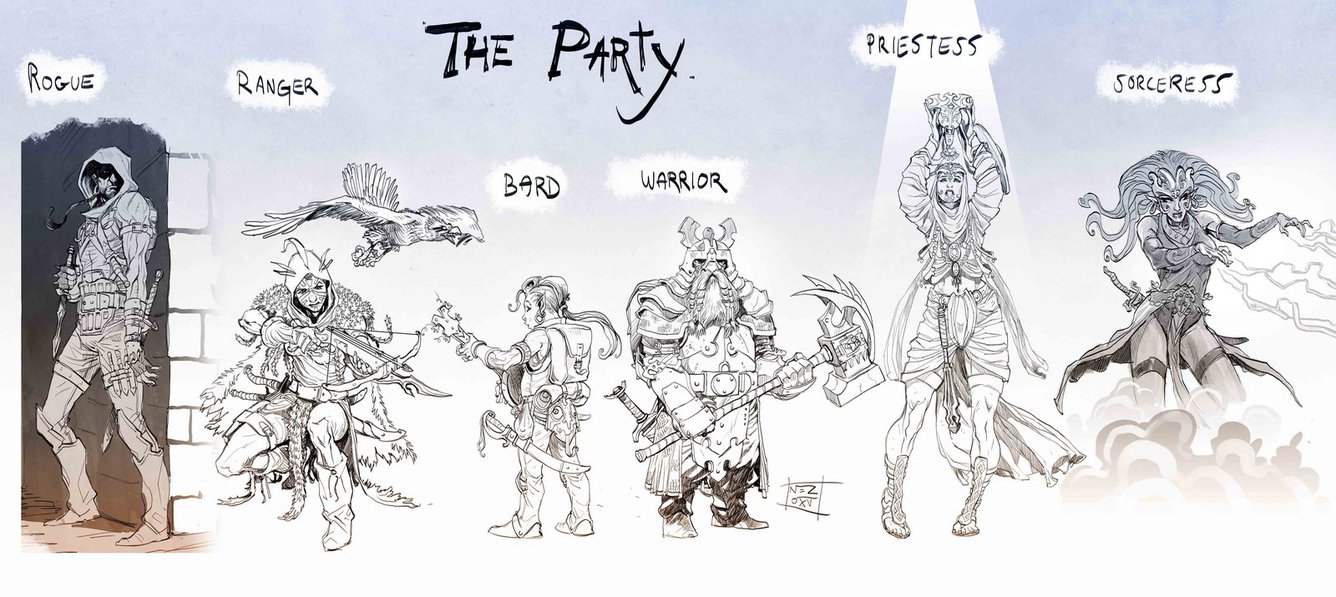 THE PARTY.
ROGUE
RANGER
BARD
WARRIOR
PRIESTESS
SORCERESS